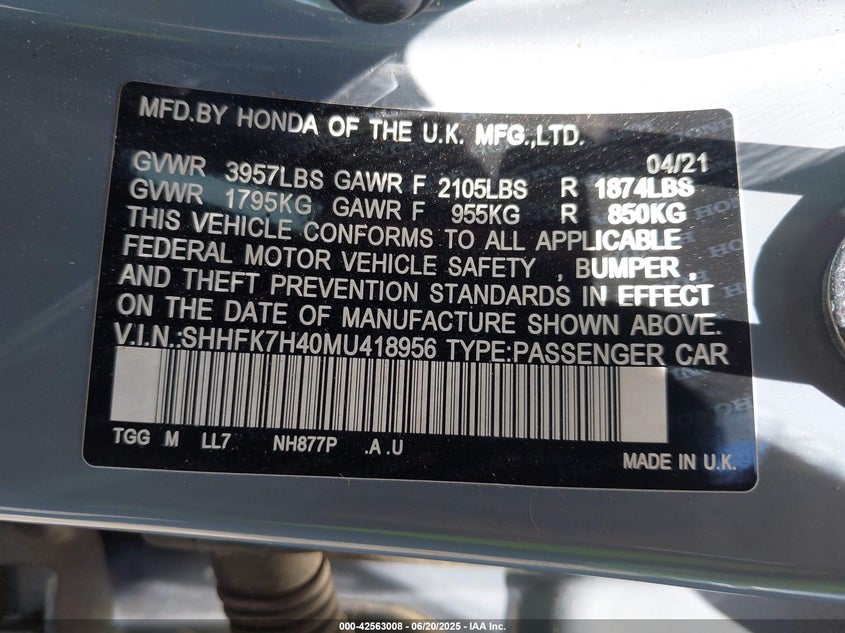 MFD.BY HONDA OF THE U.K. MFG.,LTD.
04/21
GVWR 3957LBS GAWR F 2105LBS R 1874LBS
GVWR 1795KG GAWR F 955KG R 850KG
THIS VEHICLE CONFORMS TO ALL APPLICABLE
FEDERAL MOTOR VEHICLE SAFETY , BUMPER ,
AND THEFT PREVENTION STANDARDS IN EFFECT
ON THE DATE OF MANUFACTURE SHOWN ABOVE.
V.I.N.:SHHFK7H40MU418956 TYPE:PASSENGER CAR
TGG M LL7 NH877P .A .U
MADE IN U.K.
000-42563008 - 06/20/2025 - IAA Inc.